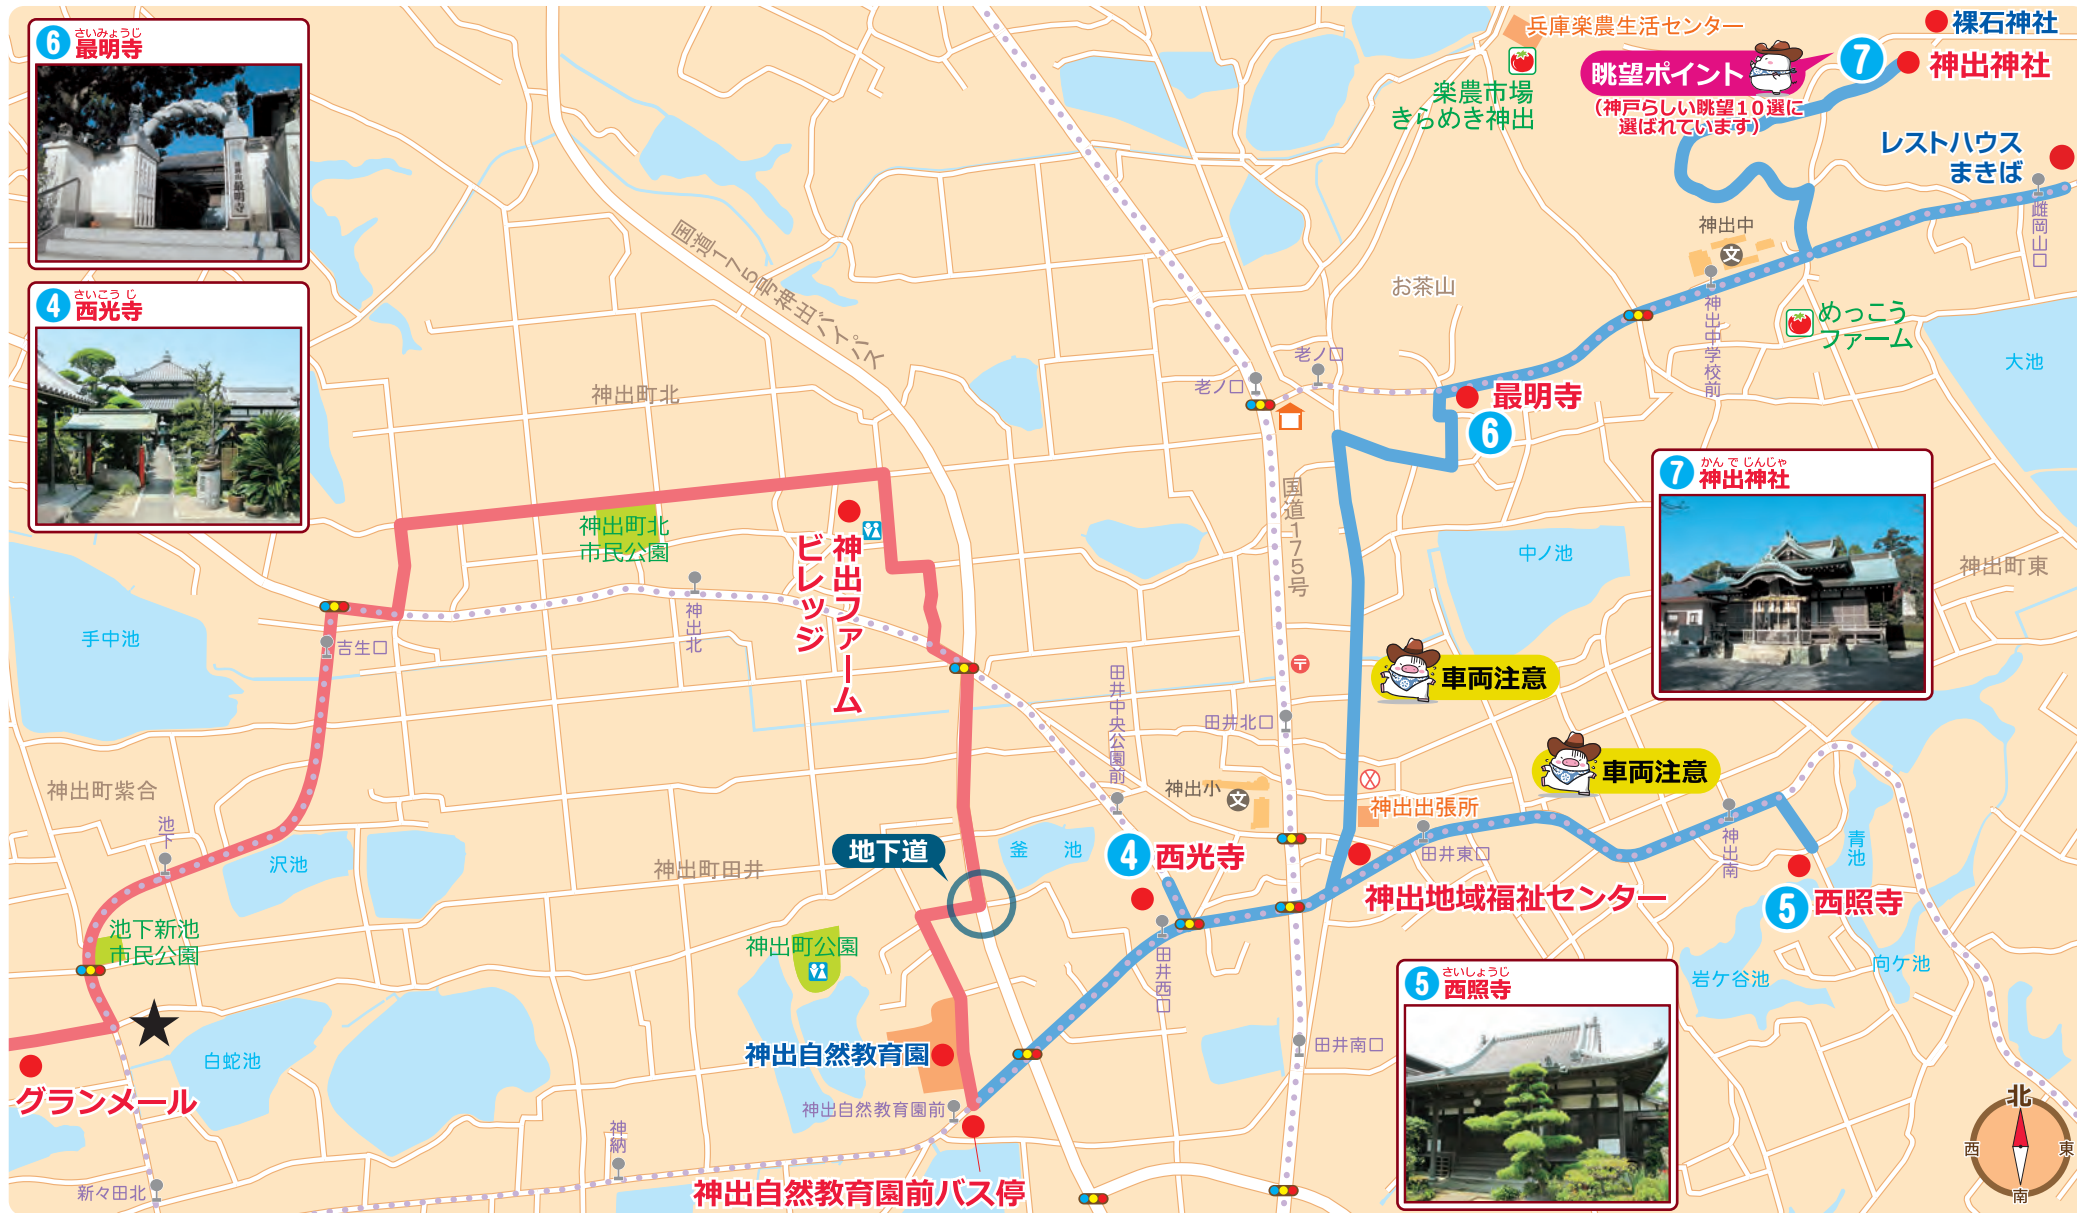 6
さいみょうじ
最明寺
4
さいこうじ
西光寺
兵庫楽農生活センター
楽農市場
きらめき神出
眺望ポイント
(神戸らしい眺望10選に
選ばれています)
7
裸石神社
神出神社
レストハウス
まきば
雌岡山口
神出中
文
神出中学校前
めっこう
ファーム
大池
お茶山
国道175号神出バイパス
老ノ口
老ノ口
神出町北
最明寺
6
7
かんでじんじゃ
神出神社
神出町東
国道175号
中ノ池
神出町北
市民公園
神出ファーム
ビレッジ
神出北
手中池
吉生口
車両注意
車両注意
田井中央公園前
田井北口
神出小
文
神出出張所
田井東口
神出南
青池
神出町紫合
池下
沢池
神出町田井
地下道
釜池
4
西光寺
神出地域福祉センター
5
西照寺
池下新池
市民公園
神出町公園
田井西口
岩ケ谷池
向ケ池
5
さいしょうじ
西照寺
田井南口
白蛇池
神出自然教育園
グランメール
神出自然教育園前
神納
新々田北
神出自然教育園前バス停
北
西
東
南